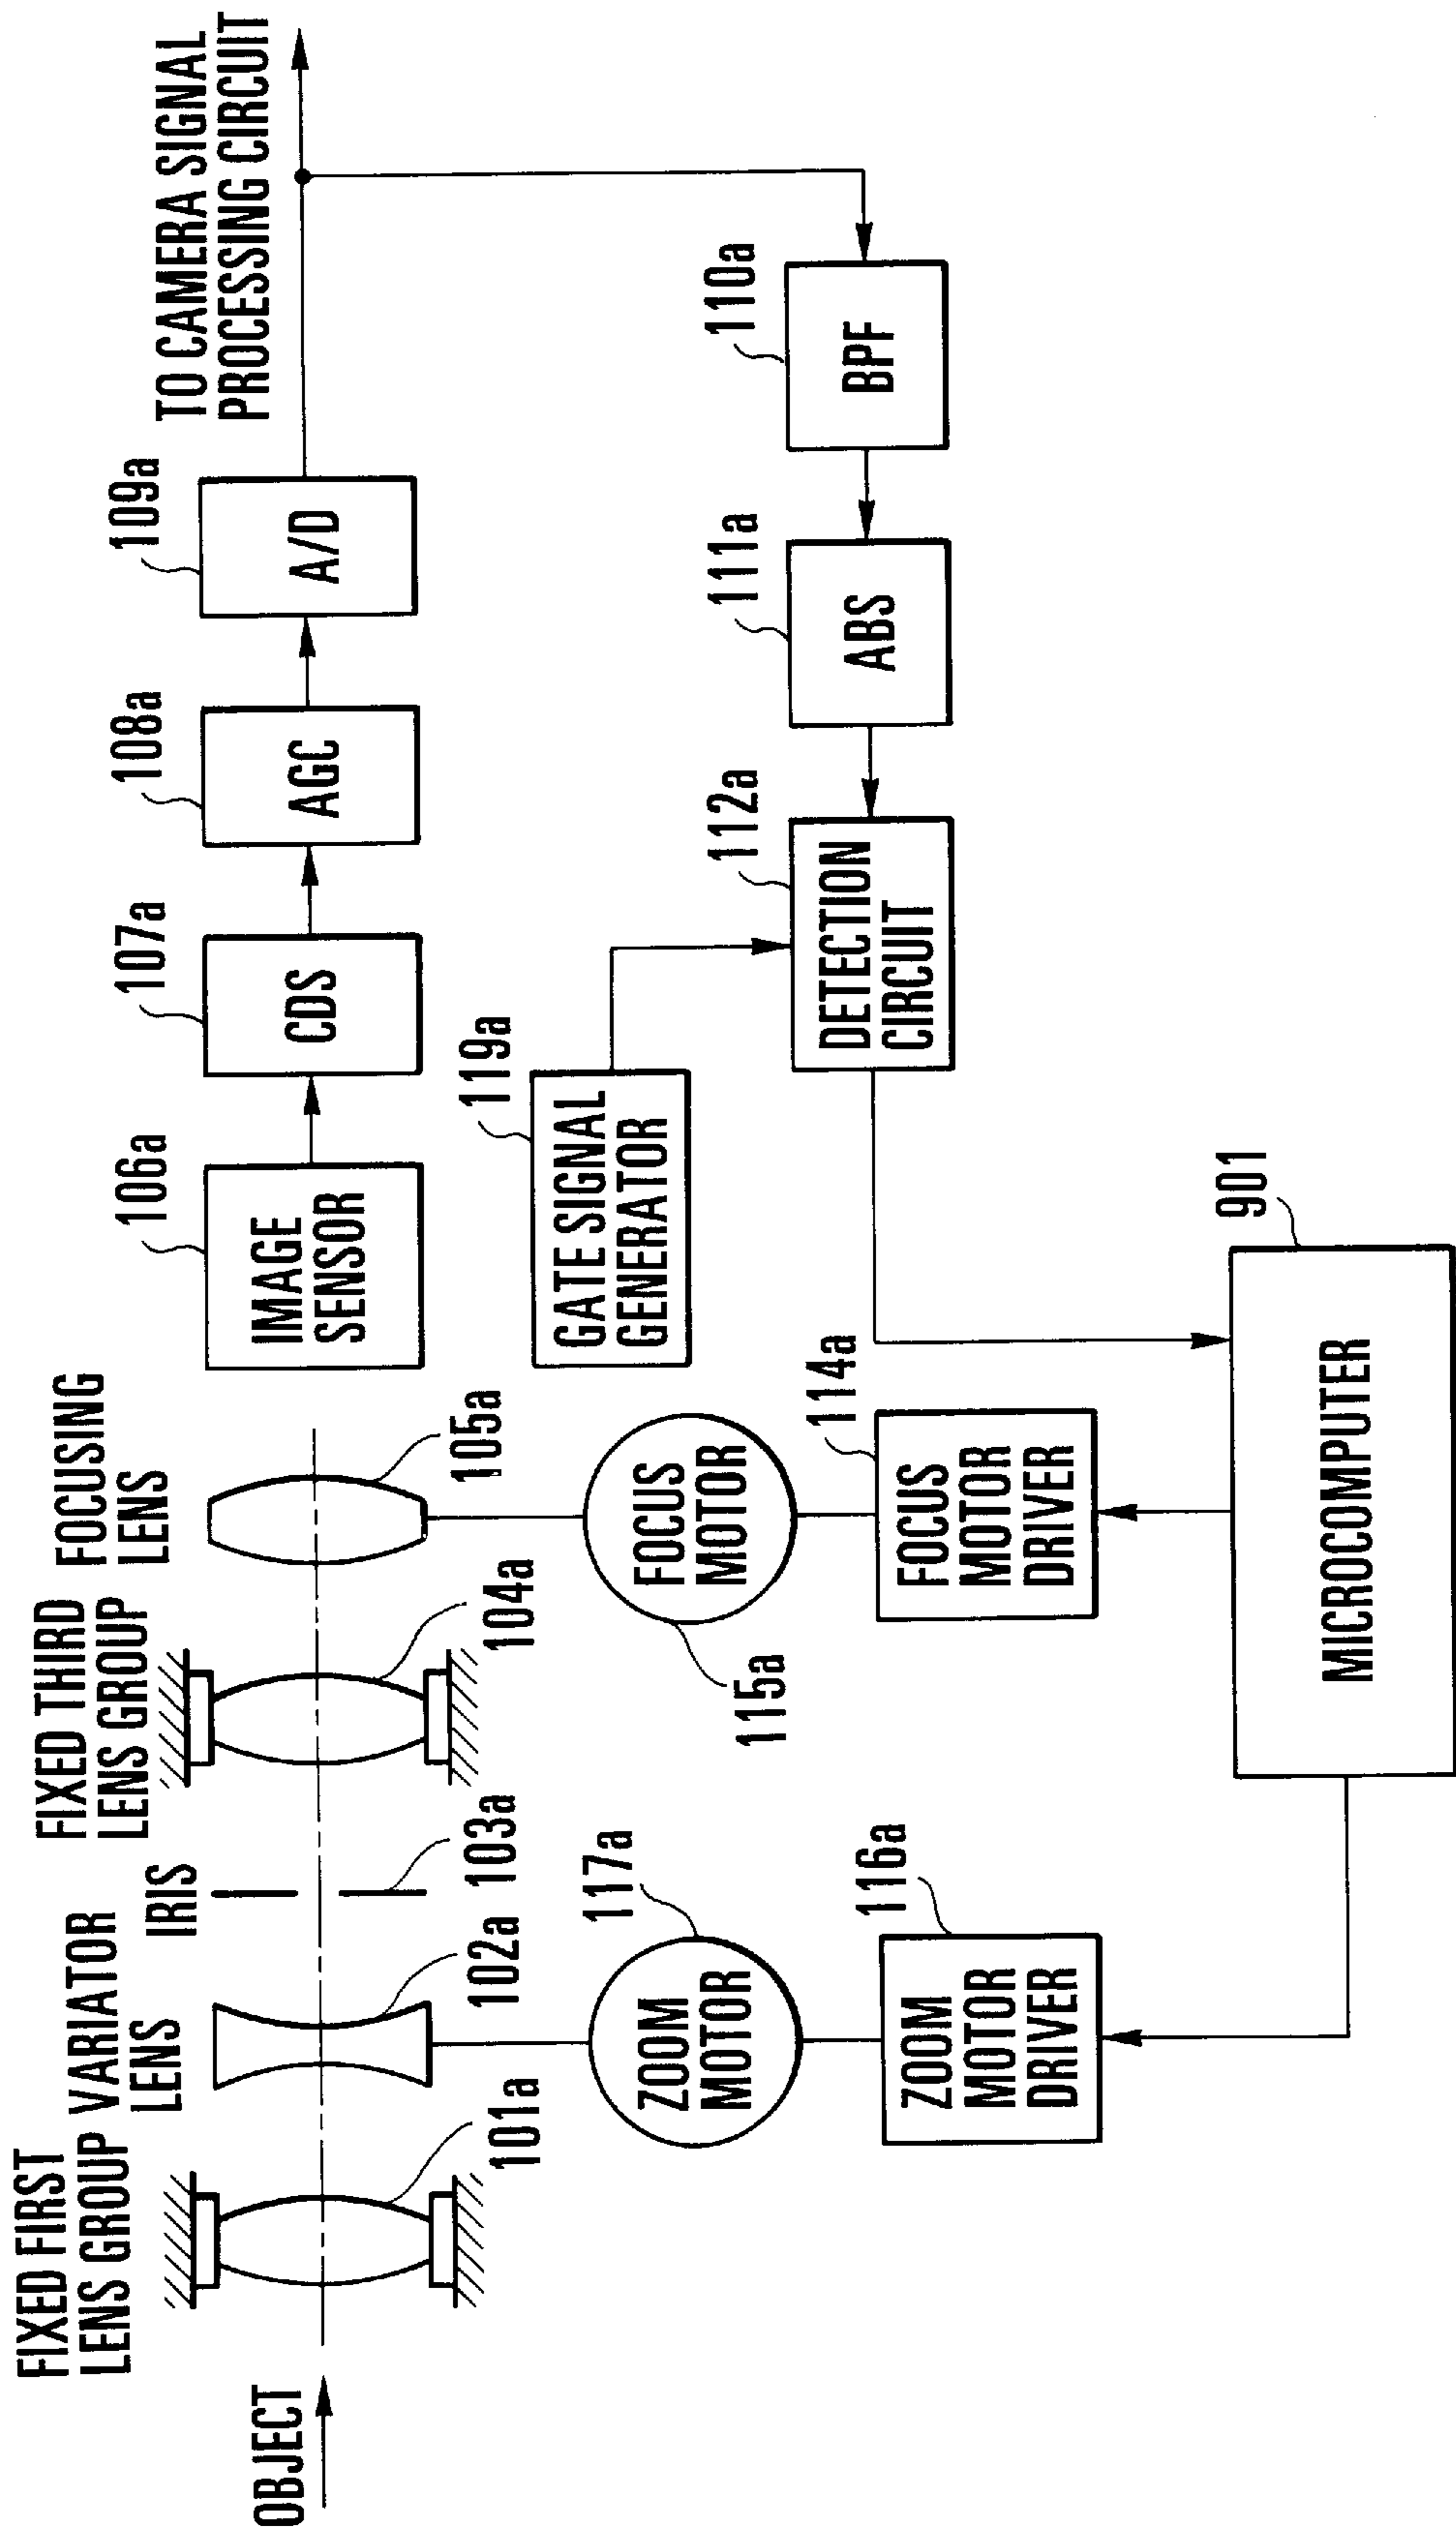 OBJECT
FIXED FIRST
LENS GROUP
101a
VARIATOR
LENS
102a
IRIS
103a
FIXED THIRD
LENS GROUP
104a
FOCUSING
LENS
105a
106a
IMAGE
SENSOR
107a
CDS
108a
AGC
109a
A/D
TO CAMERA SIGNAL
PROCESSING CIRCUIT
117a
ZOOM
MOTOR
115a
FOCUS
MOTOR
119a
GATE SIGNAL
GENERATOR
112a
DETECTION
CIRCUIT
111a
ABS
110a
BPF
116a
ZOOM
MOTOR
DRIVER
114a
FOCUS
MOTOR
DRIVER
901
MICROCOMPUTER